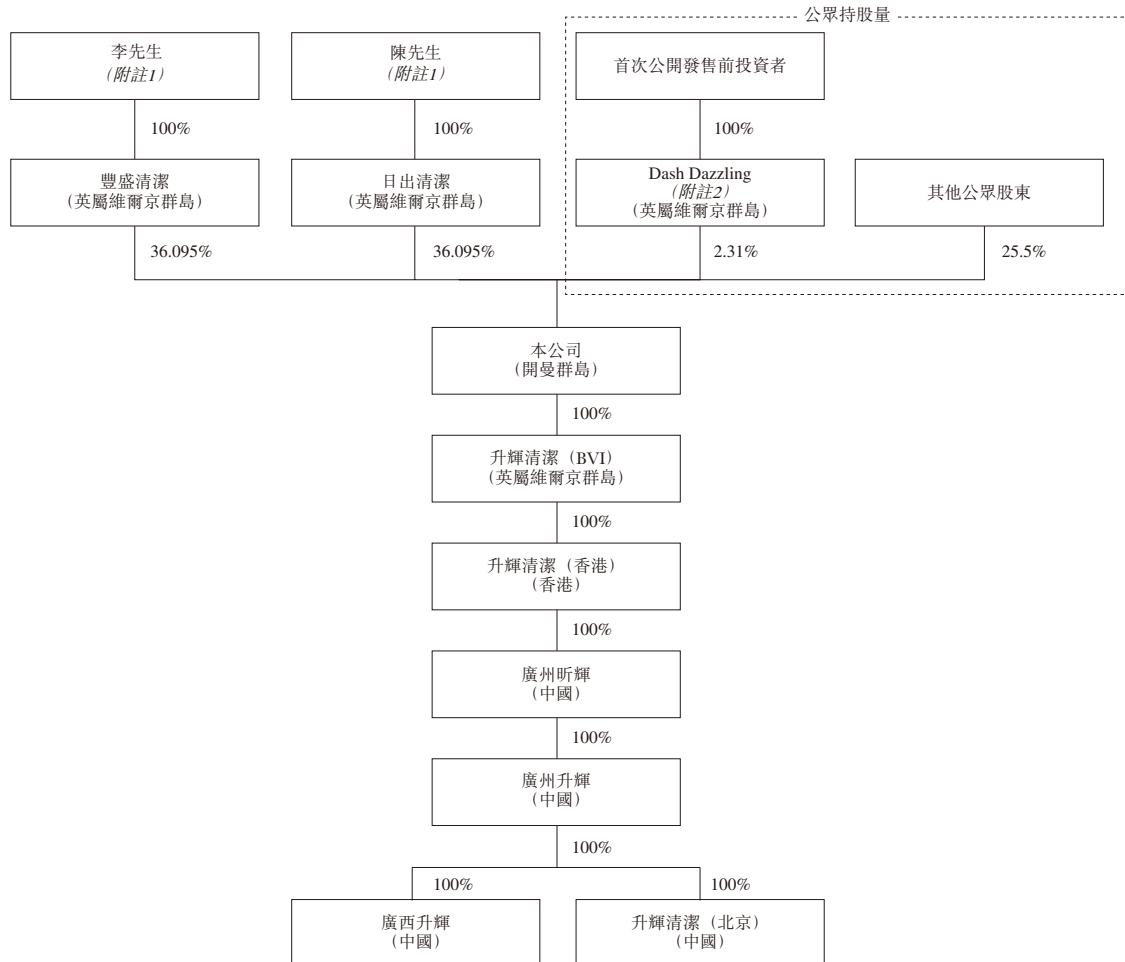 公眾持股量
李先生
(附註1)
陳先生
(附註1)
首次公開發售前投資者
100%
100%
100%
豐盛清潔
(英屬維爾京群島)
日出清潔
(英屬維爾京群島)
Dash Dazzling
(附註2)
(英屬維爾京群島)
其他公眾股東
36.095%
36.095%
2.31%
25.5%
本公司
(開曼群島)
100%
升輝清潔(BVI)
(英屬維爾京群島)
100%
升輝清潔(香港)
(香港)
100%
廣州昕輝
(中國)
100%
廣州升輝
(中國)
100%
100%
100%
廣西升輝
(中國)
升輝清潔(北京)
(中國)